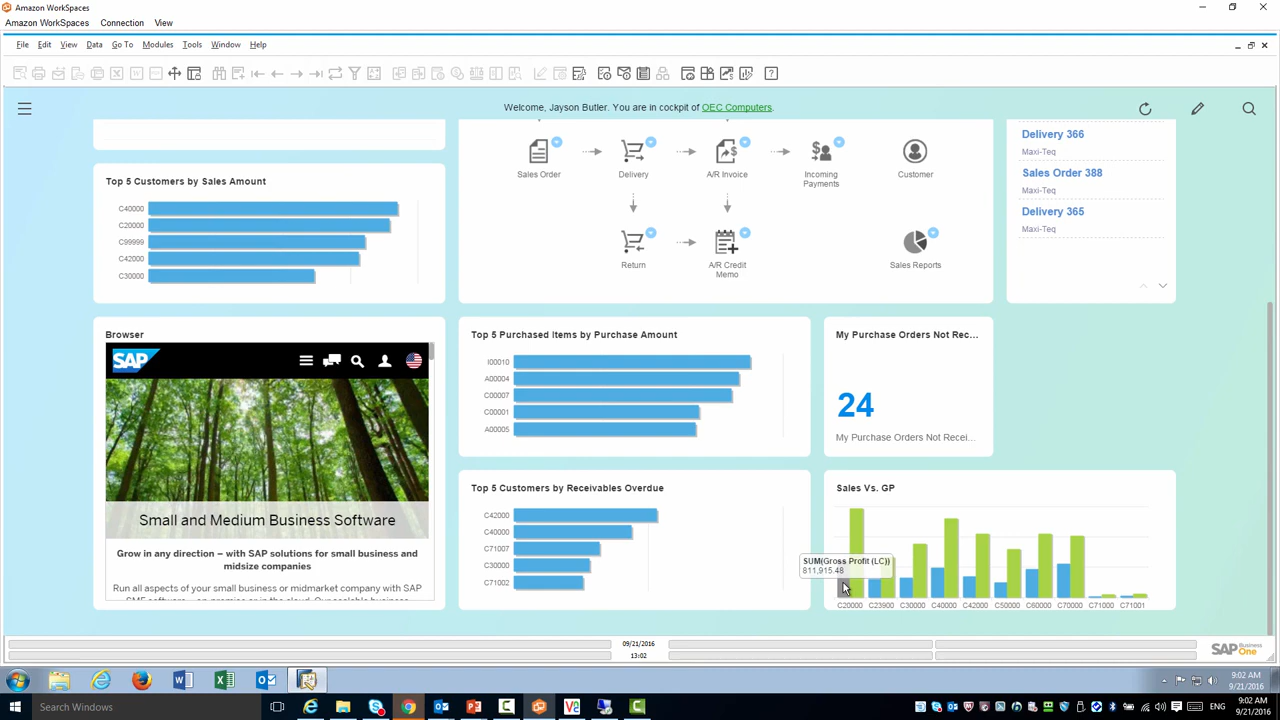 Amazon WorkSpaces
Amazon WorkSpaces Connection View
File Edit View Data Go To Modules Tools Window Help
Welcome, Jayson Butler. You are in cockpit of OEC Computers.
Top 5 Customers by Sales Amount
C40000
C20000
C99999
C42000
C30000
Sales Order
Delivery
A/R Invoice
Incoming
Payments
Customer
Return
A/R Credit
Memo
Sales Reports
Delivery 366
Maxi-Teq
Sales Order 388
Maxi-Teq
Delivery 365
Maxi-Teq
Browser
SAP
Small and Medium Business Software
Grow in any direction – with SAP solutions for small business and
midsize companies
Run all aspects of your small business or midmarket company with SAP
Top 5 Purchased Items by Purchase Amount
I00010
A00004
C00007
C00001
A00005
My Purchase Orders Not Rec...
24
My Purchase Orders Not Recei...
Top 5 Customers by Receivables Overdue
C42000
C40000
C71007
C30000
C71002
Sales Vs. GP
SUM(Gross Profit (LC))
811,915.48
C20000 C23900 C30000 C40000 C42000 C50000 C60000 C70000 C71000 C71001
09/21/2016
13:02
SAP Business One
9:02 AM
9/21/2016
Search Windows
ENG
9:02 AM
9/21/2016